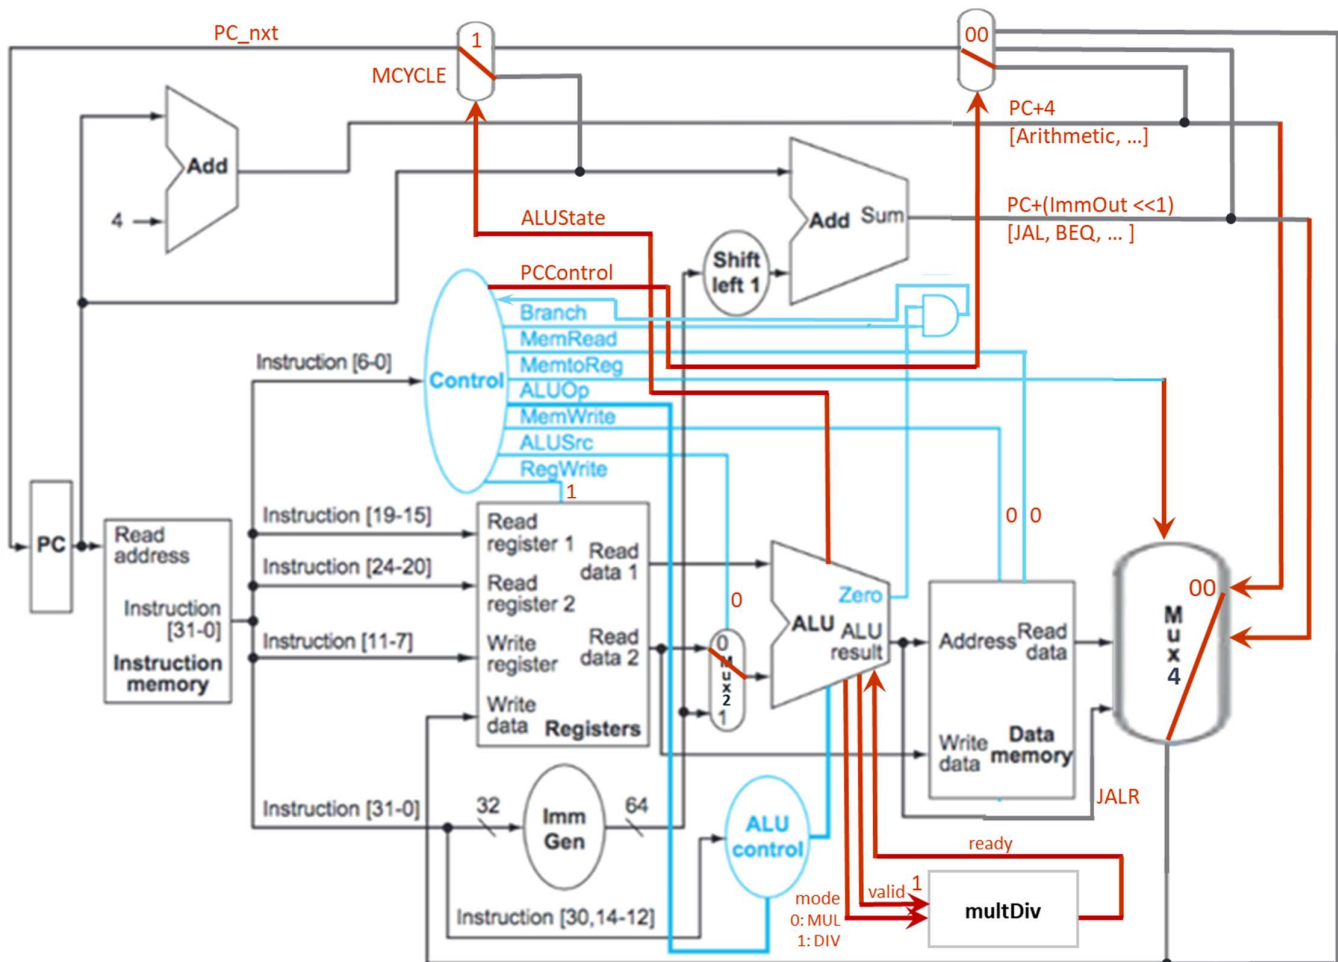 PC_nxt
1
00
MCYCLE
PC+4
[Arithmetic, ...]
Add
4
ALUState
PC+(ImmOut <<1)
[JAL, BEQ, ... ]
Add Sum
Shift
left 1
PCControl
Branch
MemRead
MemtoReg
ALUOp
MemWrite
ALUSrc
RegWrite
Control
Instruction [6-0]
1
PC
Read
address
Instruction
[31-0]
Instruction
memory
Instruction [19-15]
Instruction [24-20]
Instruction [11-7]
Read
register 1
Read
data 1
Read
register 2
Write
register
Read
data 2
Write
data
Registers
0
0
Mux2
1
Zero
ALU
ALU
result
0 0
Address
Read
data
Write
data
Data
memory
00
Mux
4
JALR
Instruction [31-0]
32
Imm
Gen
64
ALU
control
Instruction [30,14-12]
ready
mode
0: MUL
1: DIV
valid
1
multDiv